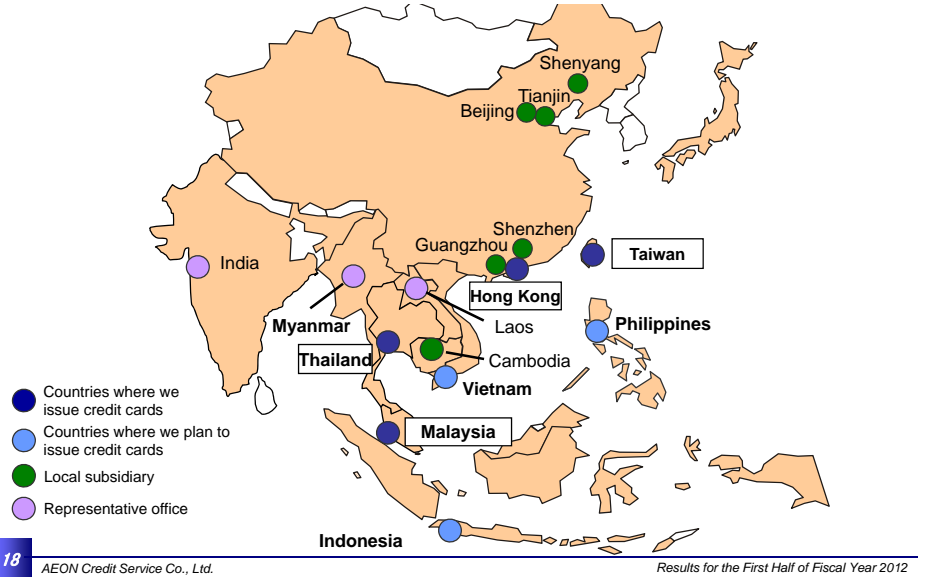 Shenyang
Tianjin
Beijing
Shenzhen
Guangzhou
Taiwan
India
Hong Kong
Myanmar
Laos
Philippines
Thailand
Cambodia
Vietnam
Countries where we
issue credit cards
Countries where we plan to
issue credit cards
Malaysia
Local subsidiary
Representative office
Indonesia
18
AEON Credit Service Co., Ltd.
Results for the First Half of Fiscal Year 2012